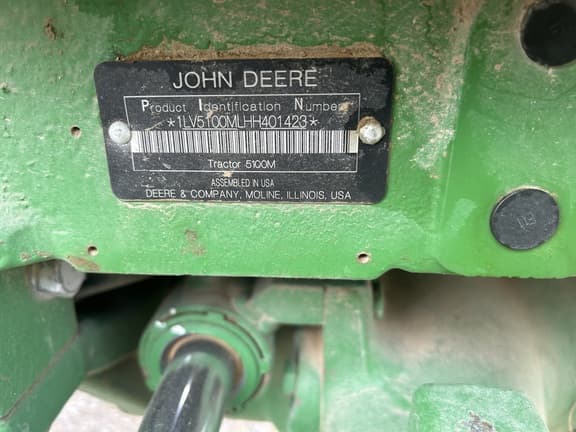 JOHN DEERE
Product Identification Number
*1LV5100MLHH401423*
Tractor 5100M
ASSEMBLED IN USA
DEERE & COMPANY, MOLINE, ILLINOIS, USA